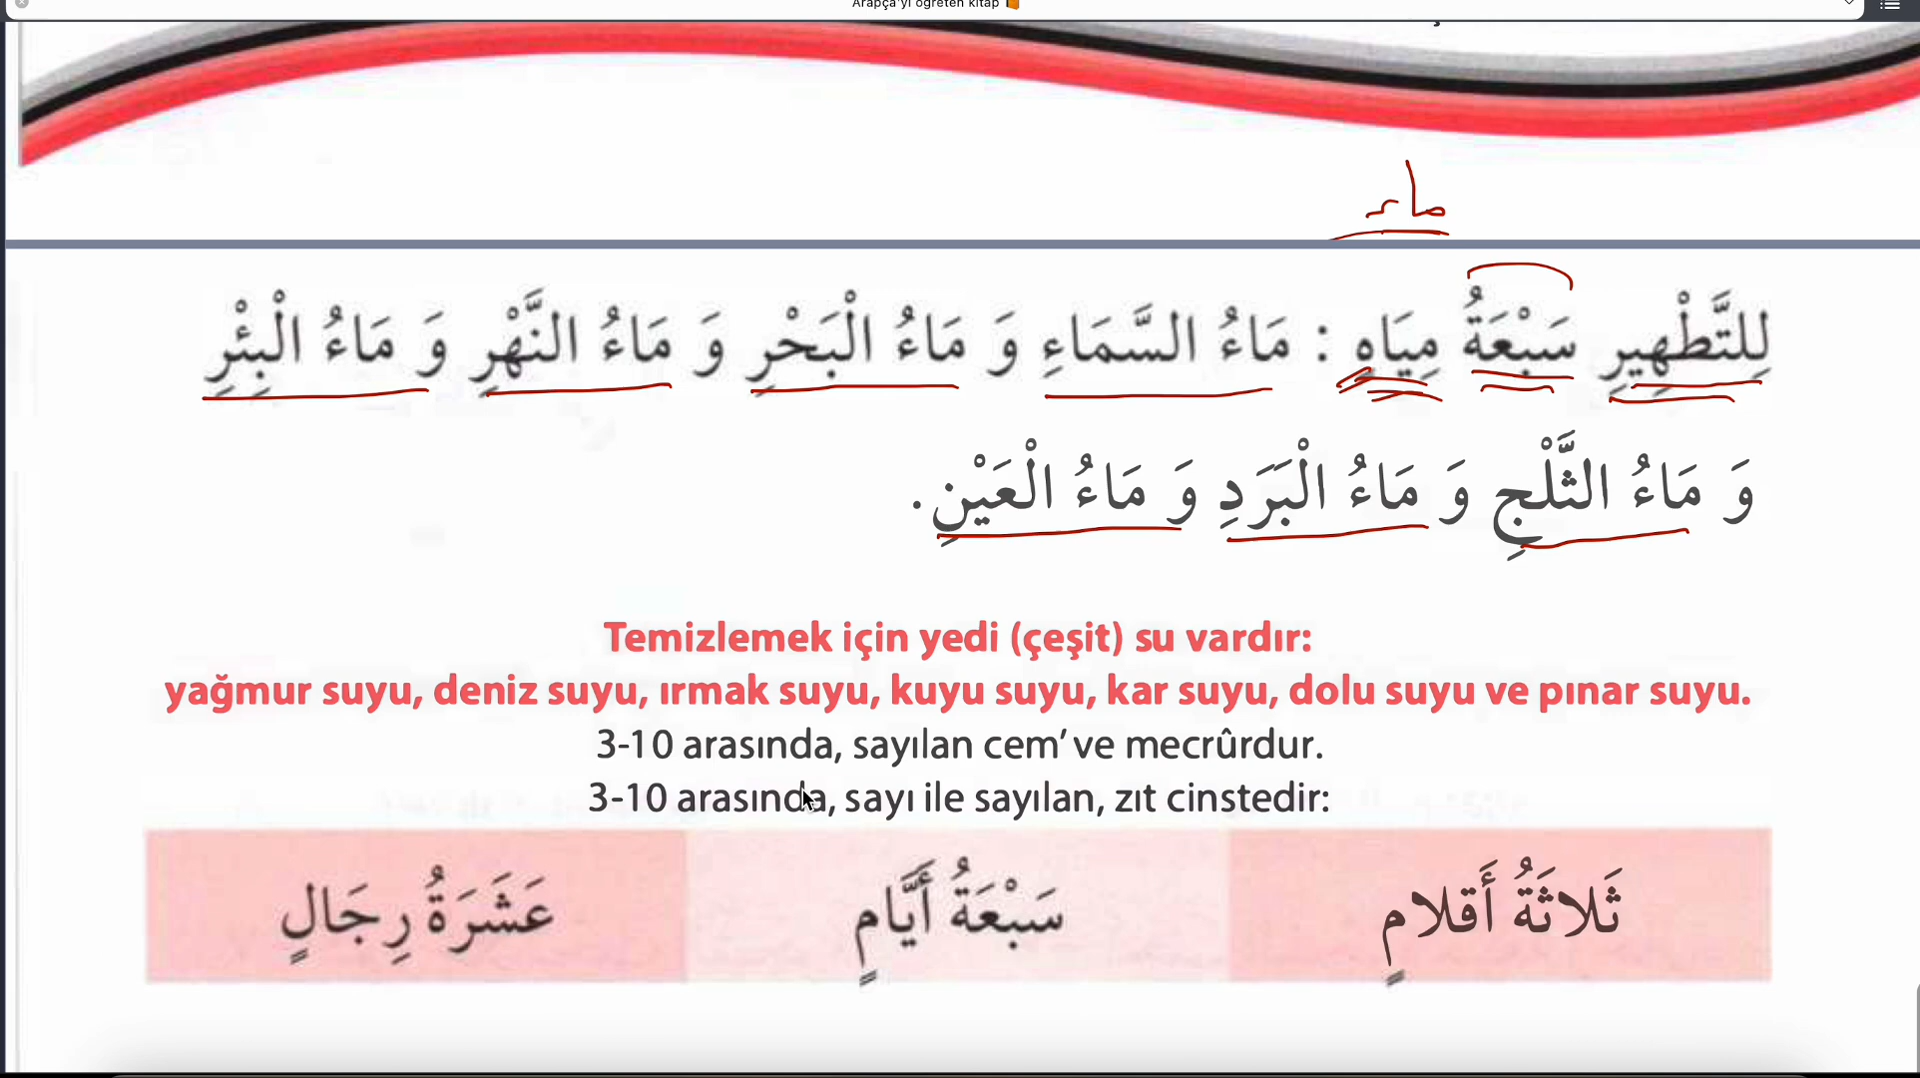 Arapça'yı öğreten kitap
ماء
لِلتَّطْهِيرِ سَبْعَةُ مِيَاهٍ : مَاءُ السَّمَاءِ وَ مَاءُ الْبَحْرِ وَ مَاءُ النَّهْرِ وَ مَاءُ الْبِئْرِ
وَ مَاءُ الثَّلْجِ وَ مَاءُ الْبَرَدِ وَ مَاءُ الْعَيْنِ.
Temizlemek için yedi (çeşit) su vardır:
yağmur suyu, deniz suyu, ırmak suyu, kuyu suyu, kar suyu, dolu suyu ve pınar suyu.
3-10 arasında, sayılan cem' ve mecrûrdur.
3-10 arasında, sayı ile sayılan, zıt cinstedir:
ثَلاثَةُ أَقلامٍ سَبْعَةُ أَيَّامٍ عَشَرَةُ رِجَالٍ